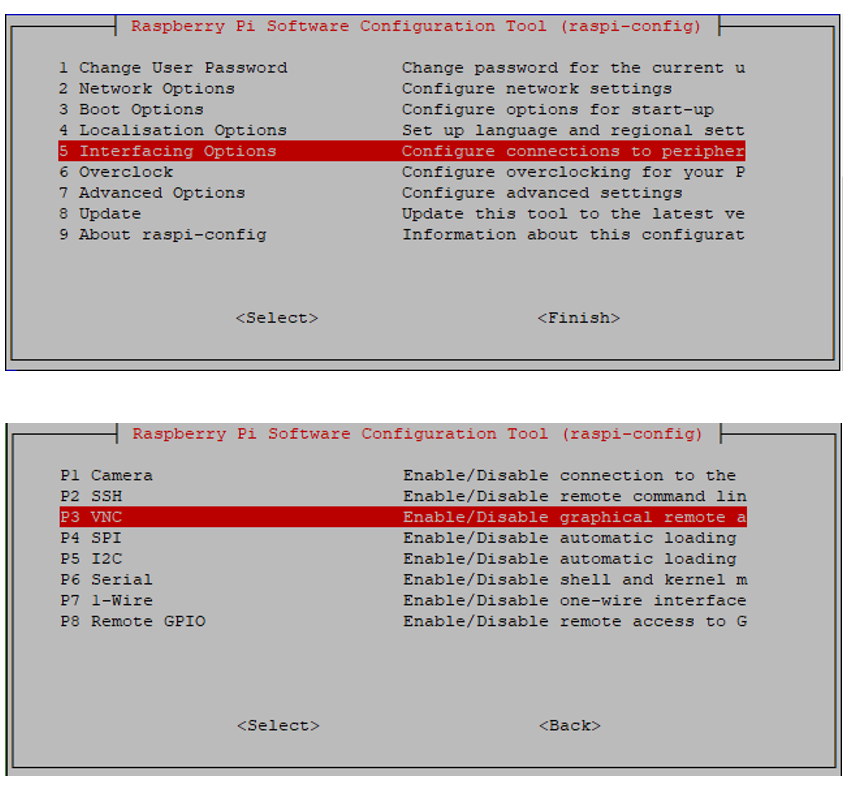 Raspberry Pi Software Configuration Tool (raspi-config)
1 Change User Password Change password for the current u
2 Network Options Configure network settings
3 Boot Options Configure options for start-up
4 Localisation Options Set up language and regional sett
5 Interfacing Options Configure connections to peripher
6 Overclock Configure overclocking for your P
7 Advanced Options Configure advanced settings
8 Update Update this tool to the latest ve
9 About raspi-config Information about this configurat
<Select> <Finish>
Raspberry Pi Software Configuration Tool (raspi-config)
P1 Camera Enable/Disable connection to the
P2 SSH Enable/Disable remote command lin
P3 VNC Enable/Disable graphical remote a
P4 SPI Enable/Disable automatic loading
P5 I2C Enable/Disable automatic loading
P6 Serial Enable/Disable shell and kernel m
P7 1-Wire Enable/Disable one-wire interface
P8 Remote GPIO Enable/Disable remote access to G
<Select> <Back>